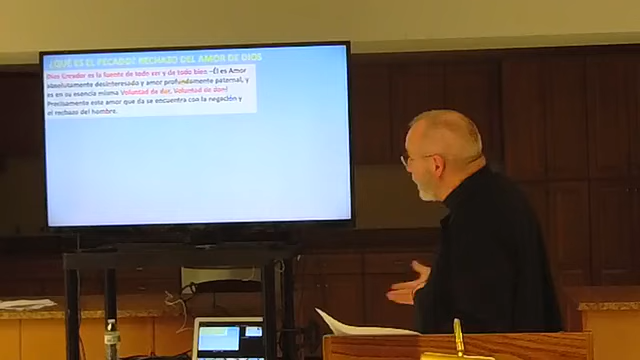 ¿QUÉ ES EL PECADO? RECHAZO DEL AMOR DE DIOS
Dios Creador es la fuente de todo ser y de todo bien –Él es Amor
absolutamente desinteresado y amor profundamente paternal, y
es en su esencia misma Voluntad de dar, Voluntad de don!
Precisamente este amor que da se encuentra con la negación y
el rechazo del hombre.